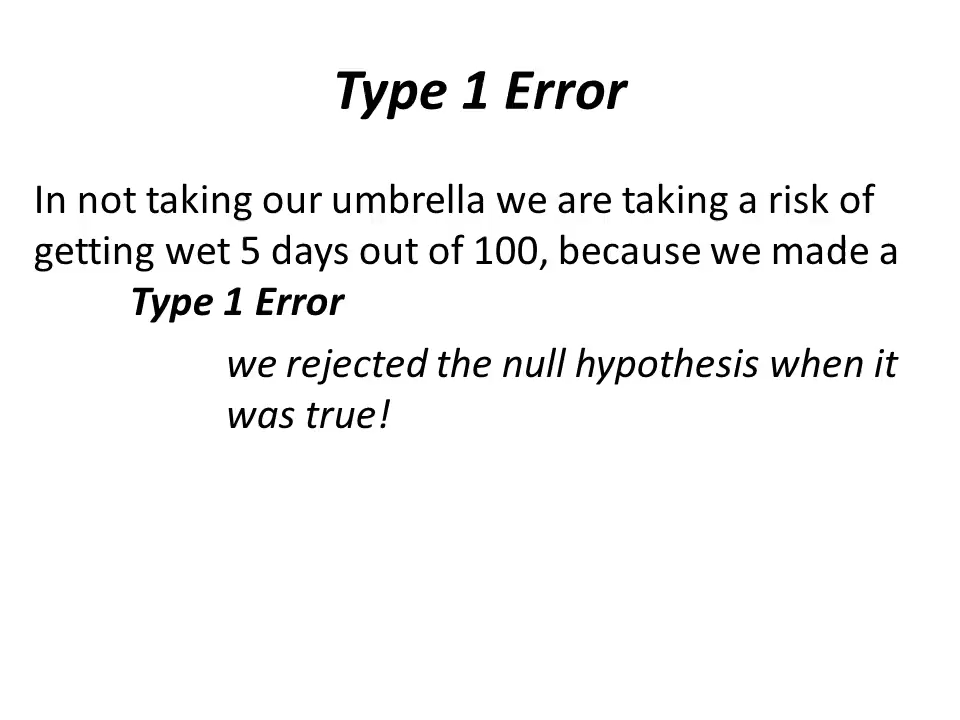 Type 1 Error
In not taking our umbrella we are taking a risk of
getting wet 5 days out of 100, because we made a
Type 1 Error
we rejected the null hypothesis when it
was true!